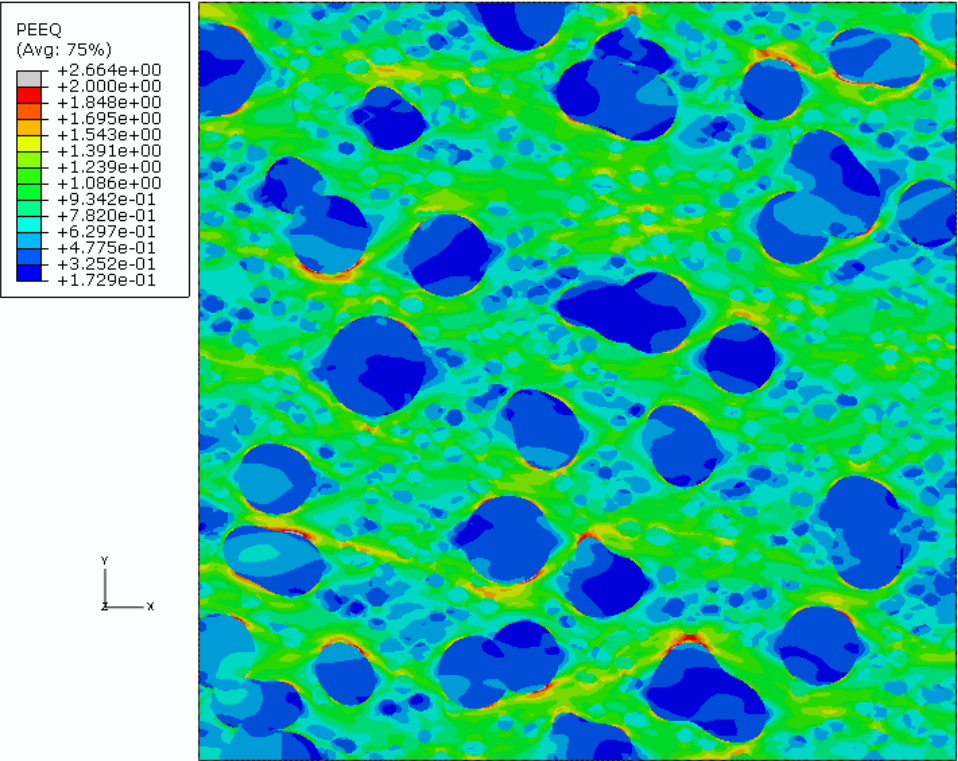 PEEQ
(Avg: 75%)
+2.664e+00
+2.000e+00
+1.848e+00
+1.695e+00
+1.543e+00
+1.391e+00
+1.239e+00
+1.086e+00
+9.342e-01
+7.820e-01
+6.297e-01
+4.775e-01
+3.252e-01
+1.729e-01
Y
Z X